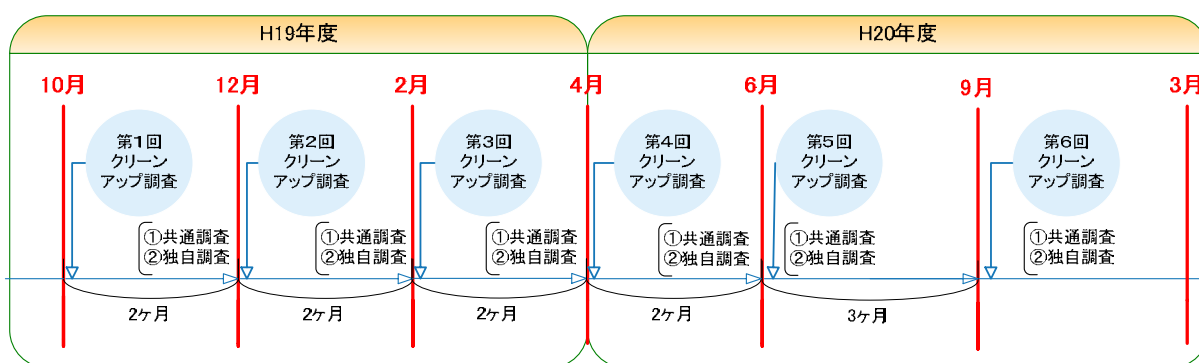 H19年度
H20年度
10月
12月
2月
4月
6月
9月
3月
第1回
クリーン
アップ調査
第2回
クリーン
アップ調査
第3回
クリーン
アップ調査
第4回
クリーン
アップ調査
第5回
クリーン
アップ調査
第6回
クリーン
アップ調査
①共通調査
②独自調査
①共通調査
②独自調査
①共通調査
②独自調査
①共通調査
②独自調査
①共通調査
②独自調査
①共通調査
②独自調査
2ケ月
2ケ月
2ケ月
2ケ月
3ケ月